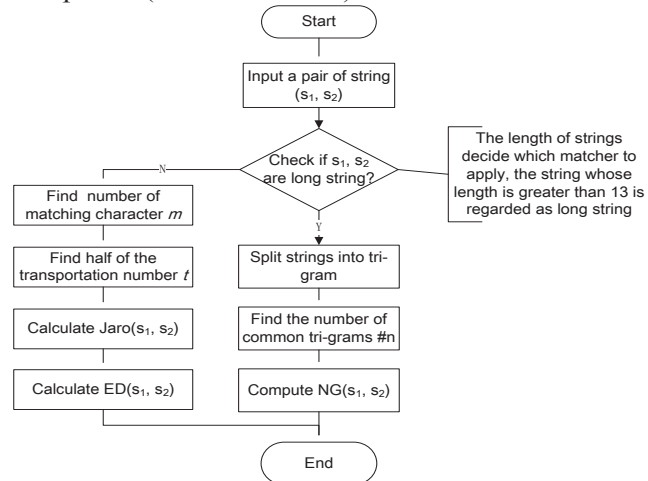 Start
Input a pair of string
(s₁, s₂)
Check if s₁, s₂
are long string?
The length of strings
decide which matcher to
apply, the string whose
length is greater than 13 is
regarded as long string
N
Y
Find number of
matching character m
Find half of the
transportation number t
Calculate Jaro(s₁, s₂)
Calculate ED(s₁, s₂)
Split strings into tri-
gram
Find the number of
common tri-grams #n
Compute NG(s₁, s₂)
End